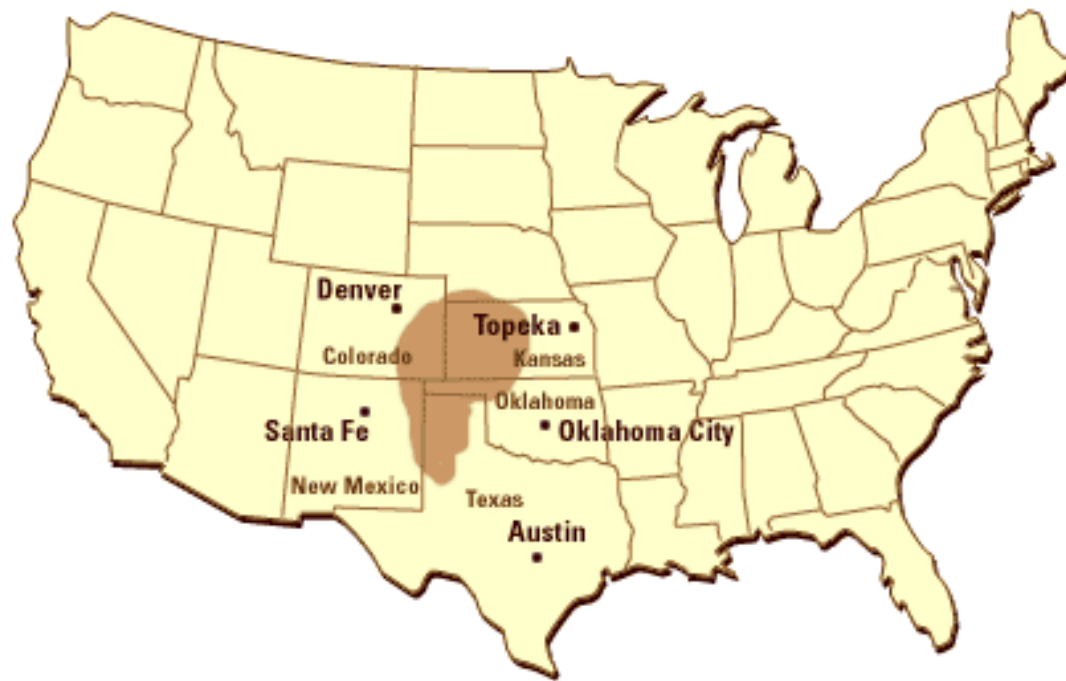 Denver
Topeka
Colorado
Kansas
Oklahoma
Santa Fe
Oklahoma City
New Mexico
Texas
Austin